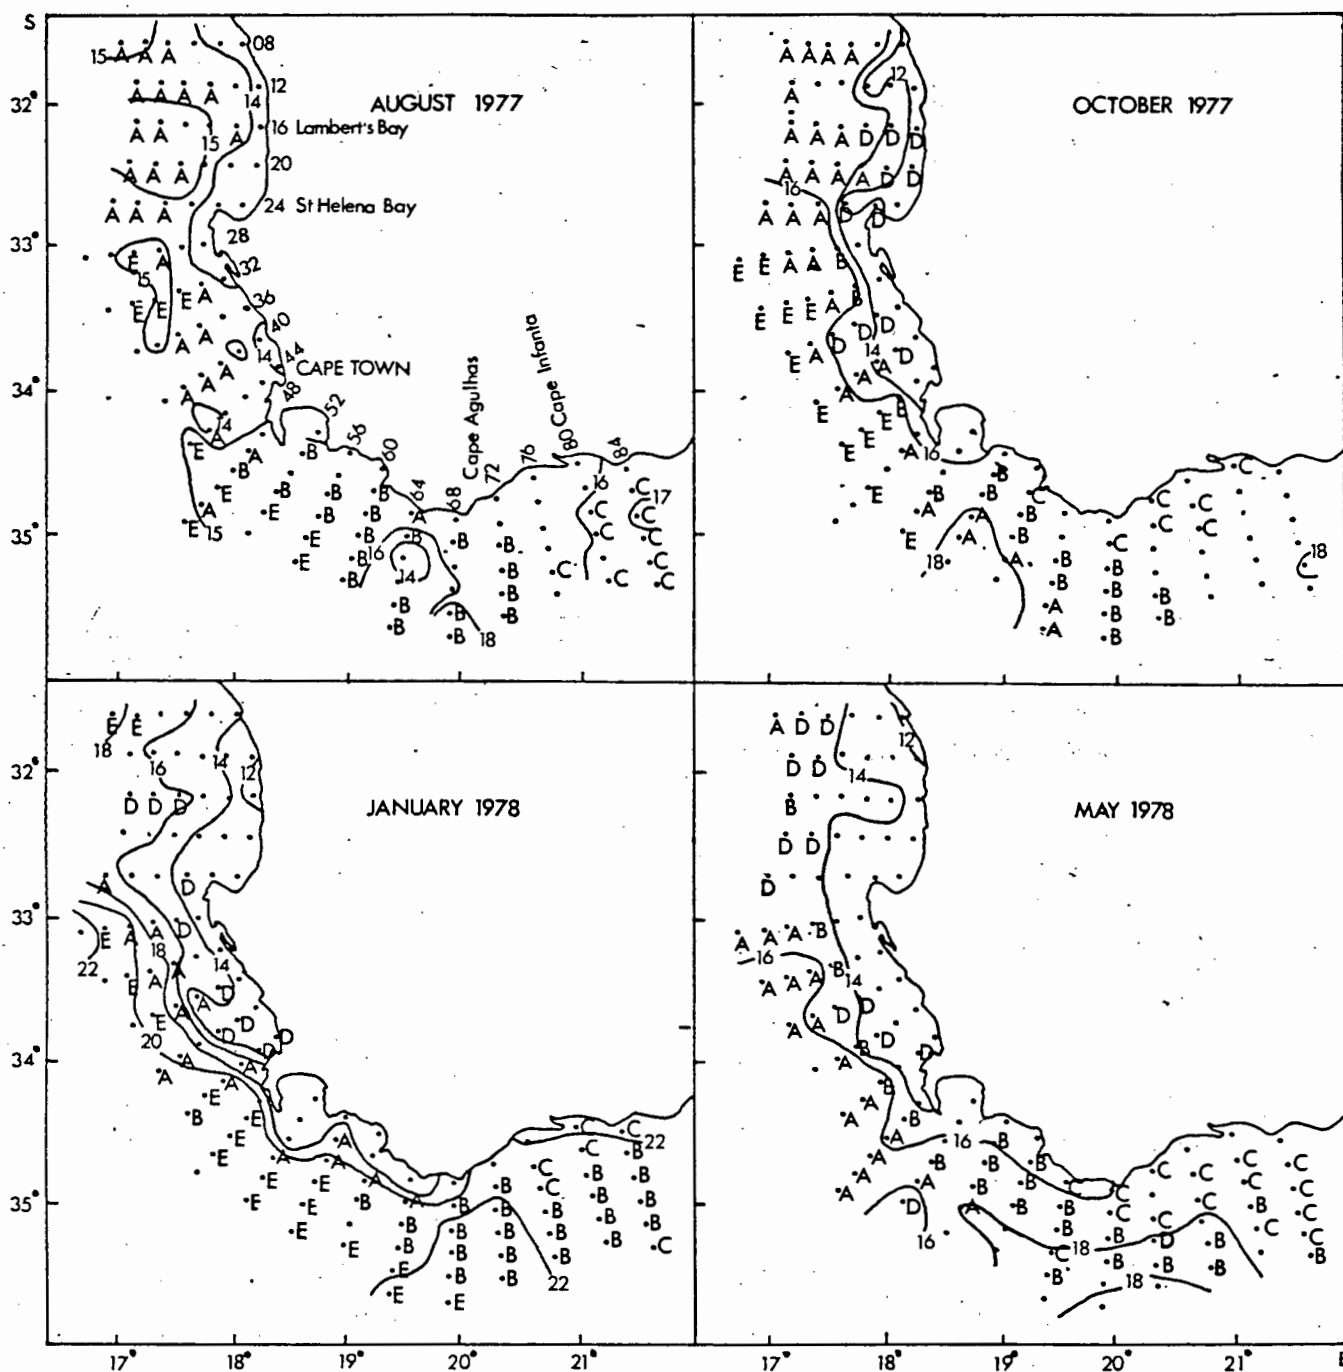 S
15 A A A 08
A A A A 14 12
AUGUST 1977
32°
A A 15 A 16 Lambert's Bay
A A A 20
A A A 24 St Helena Bay
33°
28
E A 32
15
E E E A 36
A A 40
14 44
CAPE TOWN
A A
34°
A 48 52
14
E A A B 56
B 60
E B B B 64
A E B B A 68
E 15 E B B
35°
E B 16
B 14
B B
B B 18
Cape Agulhas
72
76
Cape Infanta
80
84
16 C 17
C C
C
C C C
B
B
B
A A A A
12
A
OCTOBER 1977
A A A D D D
A A A A D D
16
A A A D D
E E A A B
E E E A B
D D D
14
E A A A
E A B
E E
E A 16
E A B B B C
E A A B
18 A
A B B C
B B
A B B
A B B
C
C C
C C
18
E E
18
16 14 12
32°
D D D
JANUARY 1978
A D
33°
E A A D
22 18
E A A 14 D
E A A D D
20 D D
34°
A A A
A
B E E
E A
E A A
E E E B A
35°
E E B B
E E B B
E B B
E E
C C 22
B C C B
B C B B
B B B B
B B B C
B B
22
17° 18° 19° 20° 21°
A D D
12
D D
14
B
MAY 1978
D D
D
A A A B
16
A A A B
14
A A D D
D
A B D
A B
A A B
A 16 B B
A A B B
A A A B B
D
16
18
C C C
C C C
C C C B
D B C
B B B
18
17° 18° 19° 20° 21°